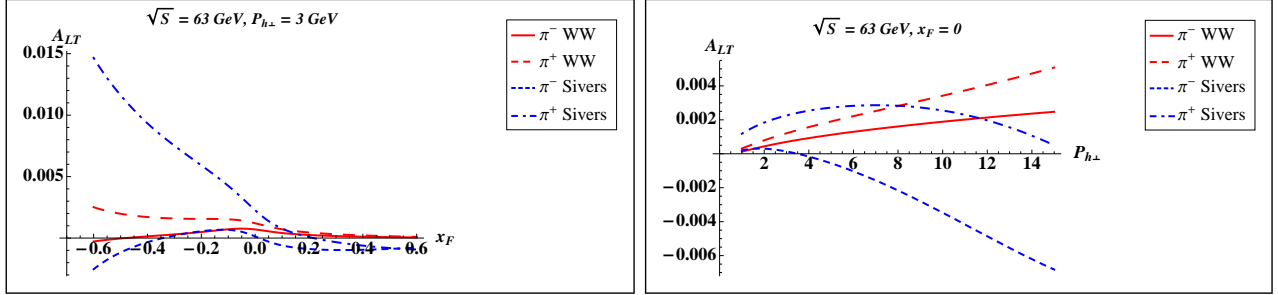 √S = 63 GeV, P_h⊥ = 3 GeV
A_LT
0.015
0.010
0.005
−0.6 −0.4 −0.2 0.0 0.2 0.4 0.6 x_F
π⁻ WW
π⁺ WW
π⁻ Sivers
π⁺ Sivers
√S = 63 GeV, x_F = 0
A_LT
0.004
0.002
−0.002
−0.004
−0.006
2 4 6 8 10 12 14 P_h⊥
π⁻ WW
π⁺ WW
π⁻ Sivers
π⁺ Sivers